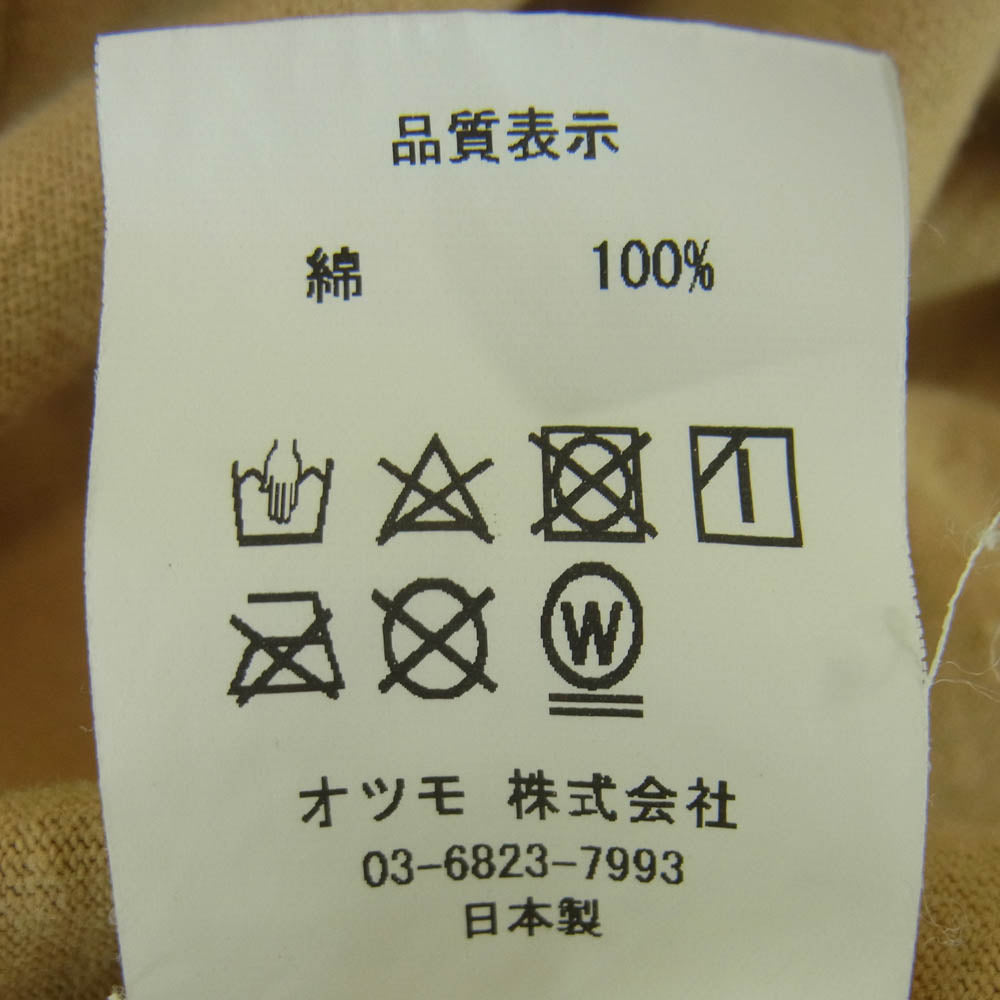 品質表示
綿 100%
W
オツモ 株式会社
03-6823-7993
日本製